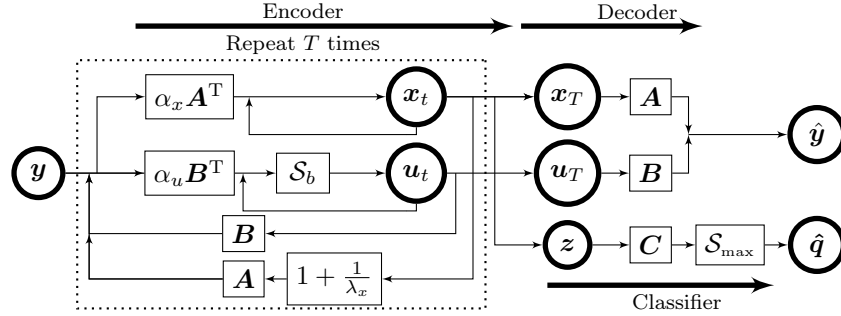 Encoder
Decoder
Repeat T times
α_x A^T
x_t
x_T
A
y
ŷ
α_u B^T
S_b
u_t
u_T
B
B
z
C
S_max
q̂
A
1 + 1/λ_x
Classifier